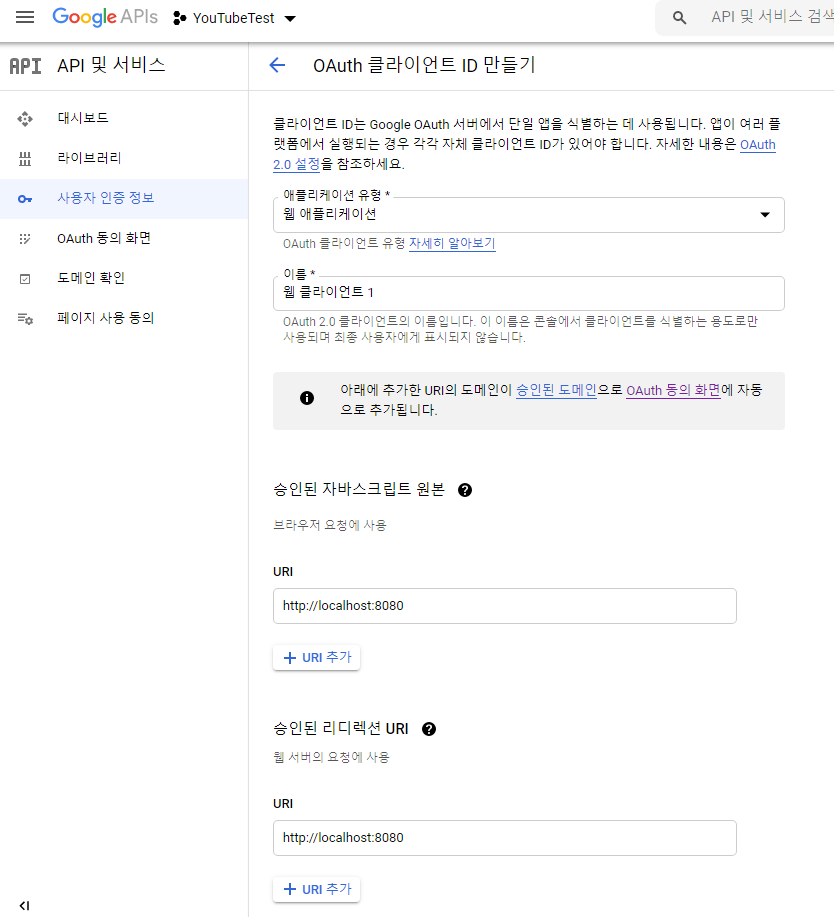 Google APIs
YouTubeTest
API 및 서비스 검색
API
API 및 서비스
OAuth 클라이언트 ID 만들기
대시보드
라이브러리
사용자 인증 정보
OAuth 동의 화면
도메인 확인
페이지 사용 동의
클라이언트 ID는 Google OAuth 서버에서 단일 앱을 식별하는 데 사용됩니다. 앱이 여러 플
랫폼에서 실행되는 경우 각각 자체 클라이언트 ID가 있어야 합니다. 자세한 내용은 OAuth
2.0 설정을 참조하세요.
애플리케이션 유형 *
웹 애플리케이션
OAuth 클라이언트 유형 자세히 알아보기
이름 *
웹 클라이언트 1
OAuth 2.0 클라이언트의 이름입니다. 이 이름은 콘솔에서 클라이언트를 식별하는 용도로만
사용되며 최종 사용자에게 표시되지 않습니다.
아래에 추가한 URI의 도메인이 승인된 도메인으로 OAuth 동의 화면에 자동
으로 추가됩니다.
승인된 자바스크립트 원본
브라우저 요청에 사용
URI
http://localhost:8080
URI 추가
승인된 리디렉션 URI
웹 서버의 요청에 사용
URI
http://localhost:8080
URI 추가